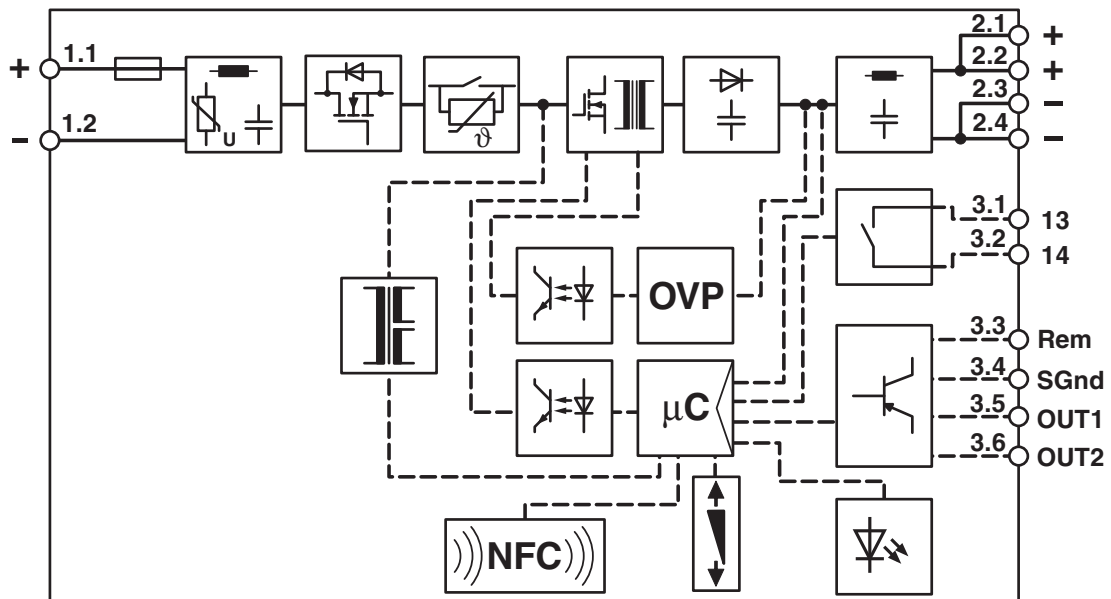 + 1.1
- 1.2
U
ϑ
2.1 +
2.2 +
2.3 −
2.4 −
3.1 13
3.2 14
OVP
3.3 Rem
3.4 SGnd
3.5 OUT1
3.6 OUT2
μC
NFC